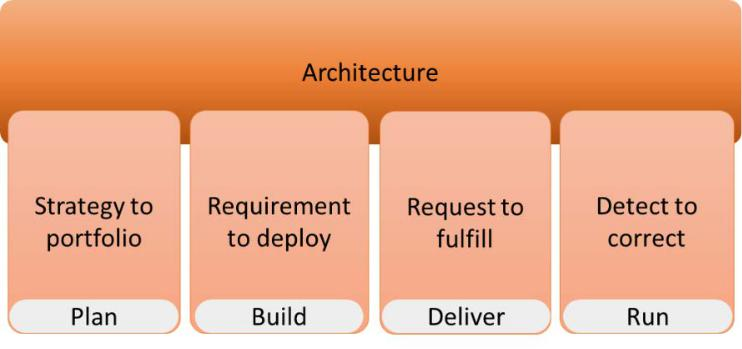 Architecture
Strategy to
portfolio
Requirement
to deploy
Request to
fulfill
Detect to
correct
Plan
Build
Deliver
Run